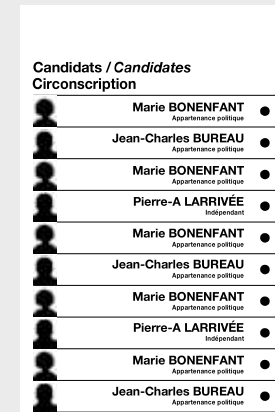 Candidats / Candidates
Circonscription
Marie BONENFANT
Appartenance politique
Jean-Charles BUREAU
Appartenance politique
Marie BONENFANT
Appartenance politique
Pierre-A LARRIVÉE
Indépendant
Marie BONENFANT
Appartenance politique
Jean-Charles BUREAU
Appartenance politique
Marie BONENFANT
Appartenance politique
Pierre-A LARRIVÉE
Indépendant
Marie BONENFANT
Appartenance politique
Jean-Charles BUREAU
Appartenance politique